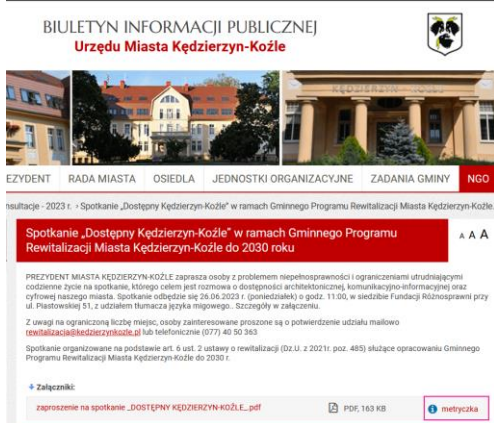 BIULETYN INFORMACJI PUBLICZNEJ
Urzędu Miasta Kędzierzyn-Koźle
KĘDZIERZYN
EZYDENT RADA MIASTA OSIEDLA JEDNOSTKI ORGANIZACYJNE ZADANIA GMINY NGO
nsultacje - 2023 r. › Spotkanie „Dostępny Kędzierzyn-Koźle” w ramach Gminnego Programu Rewitalizacji Miasta Kędzierzyn-Koźle
Spotkanie „Dostępny Kędzierzyn-Koźle” w ramach Gminnego Programu
Rewitalizacji Miasta Kędzierzyn-Koźle do 2030 roku
A A A
PREZYDENT MIASTA KĘDZIERZYN-KOŹLE zaprasza osoby z problemem niepełnosprawności i ograniczeniami utrudniającymi
codzienne życie na spotkanie, którego celem jest rozmowa o dostępności architektonicznej, komunikacyjno-informacyjnej oraz
cyfrowej naszego miasta. Spotkanie odbędzie się 26.06.2023 r. (poniedziałek) o godz. 11:00, w siedzibie Fundacji Różnosprawni przy
ul. Piastowskiej 51, z udziałem tłumacza języka migowego.. Szczegóły w załączeniu.
Z uwagi na ograniczoną liczbę miejsc, osoby zainteresowane proszone są o potwierdzenie udziału mailowo
rewitalizacja@kedzierzynkozle.pl lub telefonicznie (077) 40 50 363
Spotkanie organizowane na podstawie art. 6 ust. 2 ustawy o rewitalizacji (Dz.U. z 2021r. poz. 485) służące opracowaniu Gminnego
Programu Rewitalizacji Miasta Kędzierzyn-Koźle do 2030 r.
Załączniki:
zaproszenie na spotkanie _DOSTĘPNY KĘDZIERZYN-KOŹLE_.pdf PDF, 163 KB metryczka